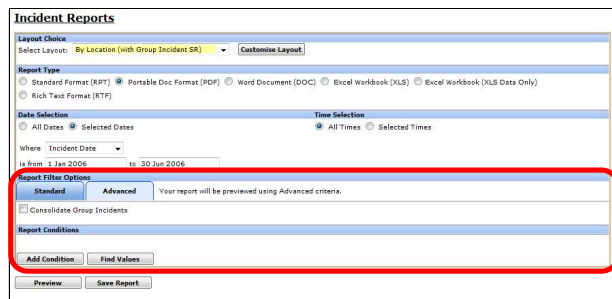 Incident Reports
Layout Choice
Select Layout: By Location (with Group Incident SR) Customise Layout
Report Type
Standard Format (RPT) Portable Doc Format (PDF) Word Document (DOC) Excel Workbook (XLS) Excel Workbook (XLS Data Only)
Rich Text Format (RTF)
Date Selection Time Selection
All Dates Selected Dates All Times Selected Times
Where Incident Date
is from 1 Jan 2006 to 30 Jun 2006
Report Filter Options
Standard Advanced Your report will be previewed using Advanced criteria.
Consolidate Group Incidents
Report Conditions
Add Condition Find Values
Preview Save Report